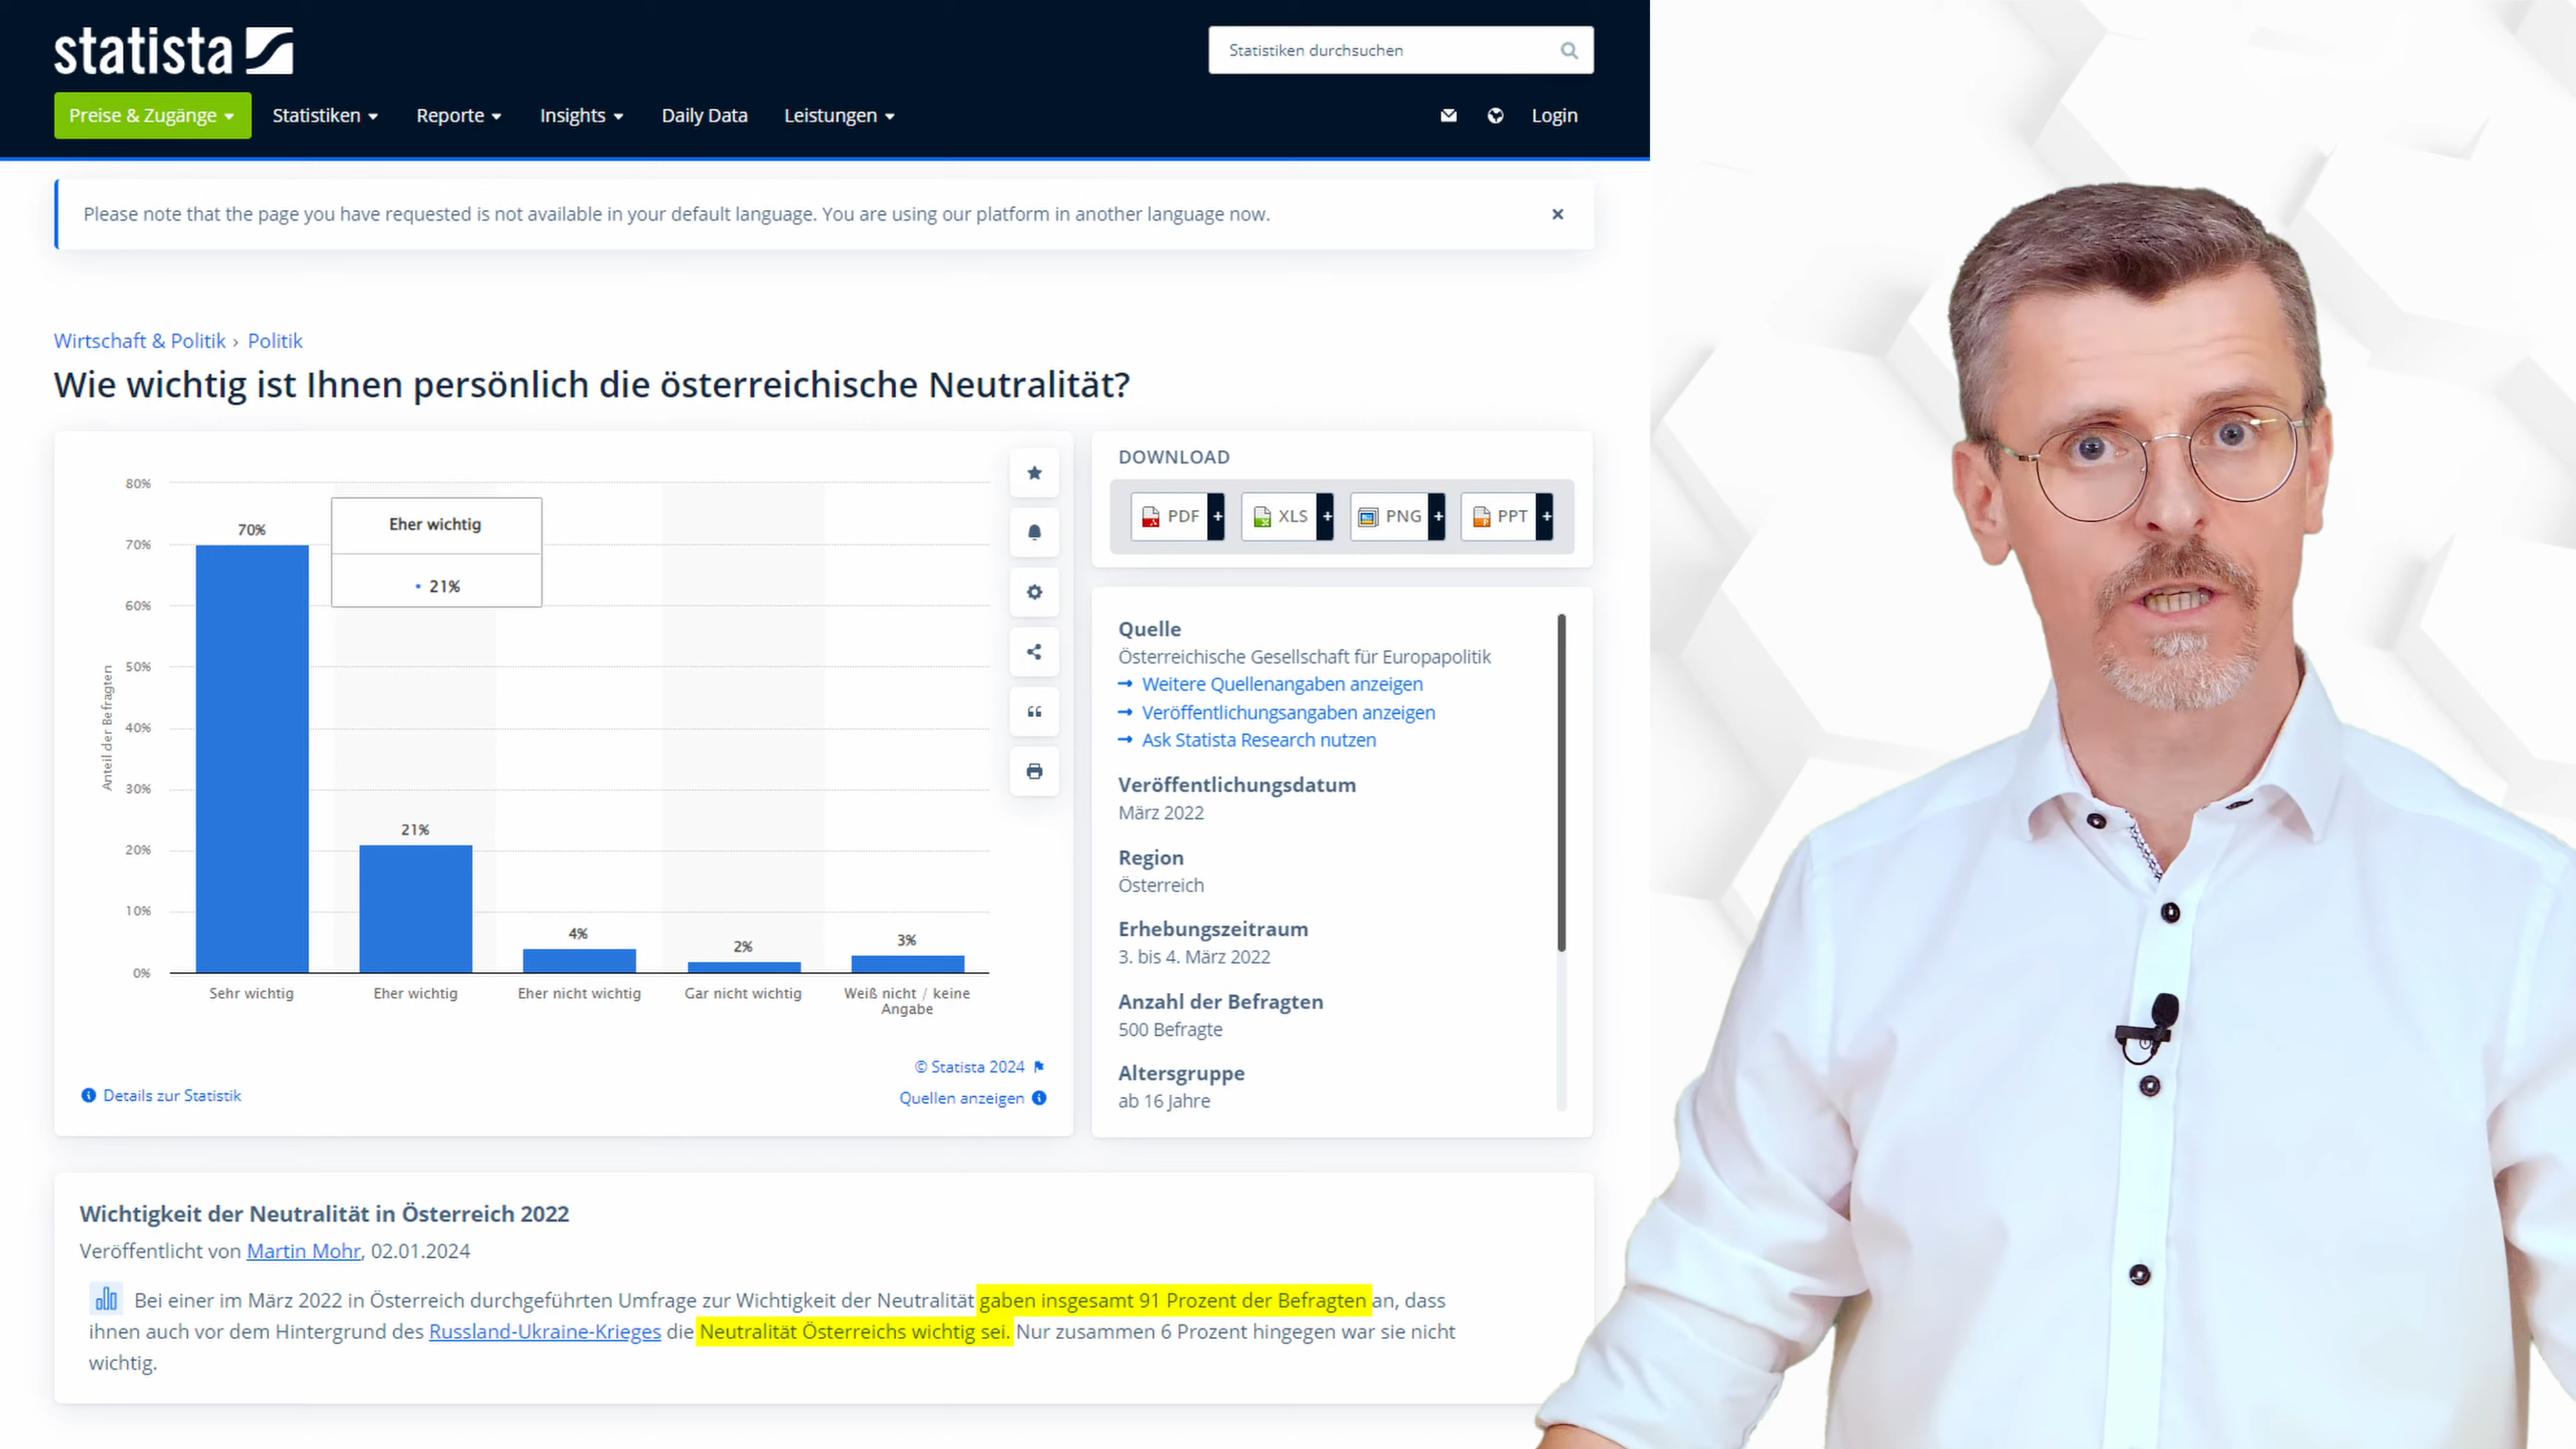 statista
Statistiken durchsuchen
Preise & Zugänge
Statistiken
Reporte
Insights
Daily Data
Leistungen
Login
Please note that the page you have requested is not available in your default language. You are using our platform in another language now.
Wirtschaft & Politik › Politik
Wie wichtig ist Ihnen persönlich die österreichische Neutralität?
Anteil der Befragten
80%
70%
60%
50%
40%
30%
20%
10%
0%
70%
21%
4%
2%
3%
Eher wichtig
• 21%
Sehr wichtig
Eher wichtig
Eher nicht wichtig
Gar nicht wichtig
Weiß nicht / keine
Angabe
© Statista 2024
Details zur Statistik
Quellen anzeigen
DOWNLOAD
PDF +
XLS +
PNG +
PPT +
Quelle
Österreichische Gesellschaft für Europapolitik
→ Weitere Quellenangaben anzeigen
→ Veröffentlichungsangaben anzeigen
→ Ask Statista Research nutzen
Veröffentlichungsdatum
März 2022
Region
Österreich
Erhebungszeitraum
3. bis 4. März 2022
Anzahl der Befragten
500 Befragte
Altersgruppe
ab 16 Jahre
Wichtigkeit der Neutralität in Österreich 2022
Veröffentlicht von Martin Mohr, 02.01.2024
Bei einer im März 2022 in Österreich durchgeführten Umfrage zur Wichtigkeit der Neutralität gaben insgesamt 91 Prozent der Befragten an, dass
ihnen auch vor dem Hintergrund des Russland-Ukraine-Krieges die Neutralität Österreichs wichtig sei. Nur zusammen 6 Prozent hingegen war sie nicht
wichtig.